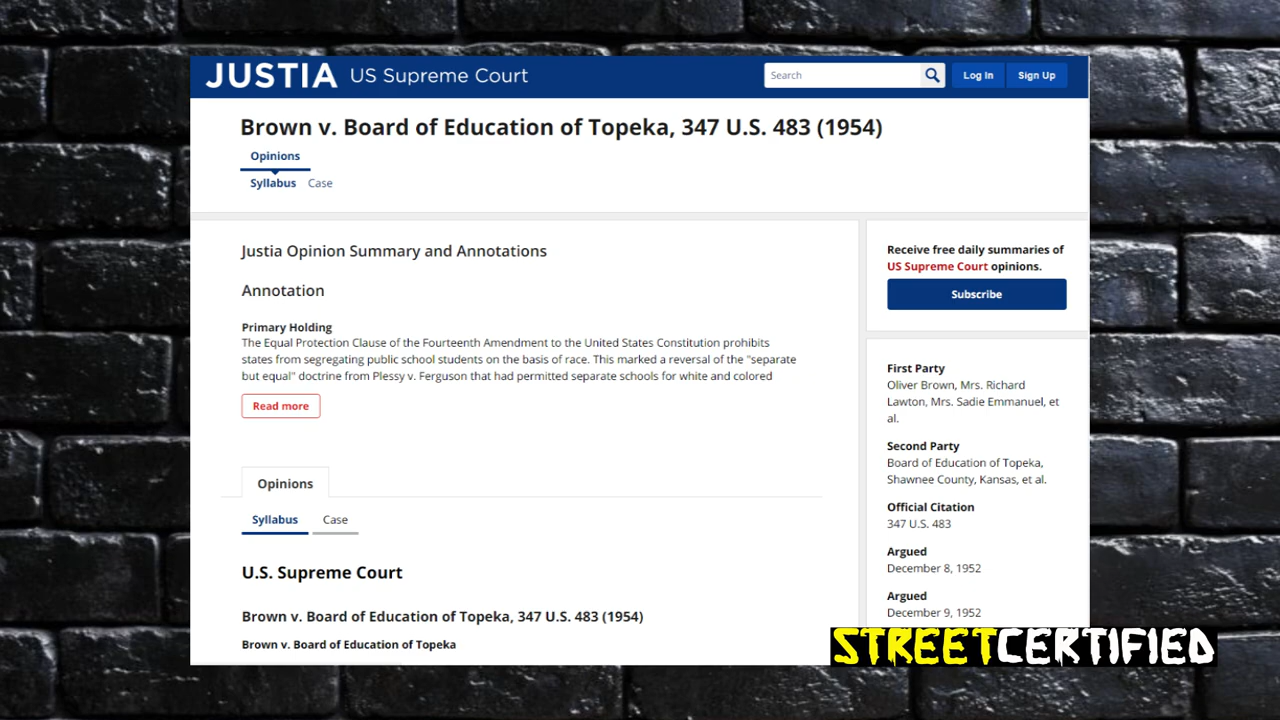 JUSTIA US Supreme Court
Search
Log In
Sign Up
Brown v. Board of Education of Topeka, 347 U.S. 483 (1954)
Opinions
Syllabus Case
Justia Opinion Summary and Annotations
Annotation
Primary Holding
The Equal Protection Clause of the Fourteenth Amendment to the United States Constitution prohibits
states from segregating public school students on the basis of race. This marked a reversal of the "separate
but equal" doctrine from Plessy v. Ferguson that had permitted separate schools for white and colored
Read more
Opinions
Syllabus Case
U.S. Supreme Court
Brown v. Board of Education of Topeka, 347 U.S. 483 (1954)
Brown v. Board of Education of Topeka
Receive free daily summaries of
US Supreme Court opinions.
Subscribe
First Party
Oliver Brown, Mrs. Richard
Lawton, Mrs. Sadie Emmanuel, et
al.
Second Party
Board of Education of Topeka,
Shawnee County, Kansas, et al.
Official Citation
347 U.S. 483
Argued
December 8, 1952
Argued
December 9, 1952
STREETCERTIFIED